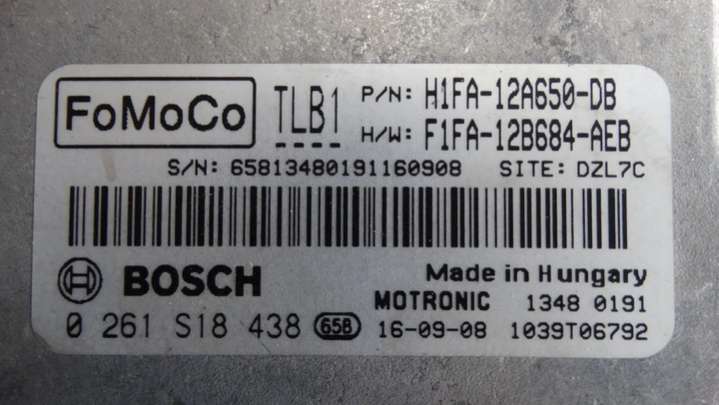 FoMoCo TLB1 P/N: H1FA-12A650-DB
H/W: F1FA-12B684-AEB
S/N: 65813480191160908 SITE: DZL7C
BOSCH Made in Hungary
MOTRONIC 1348 0191
0 261 S18 438 65B 16-09-08 1039T06792